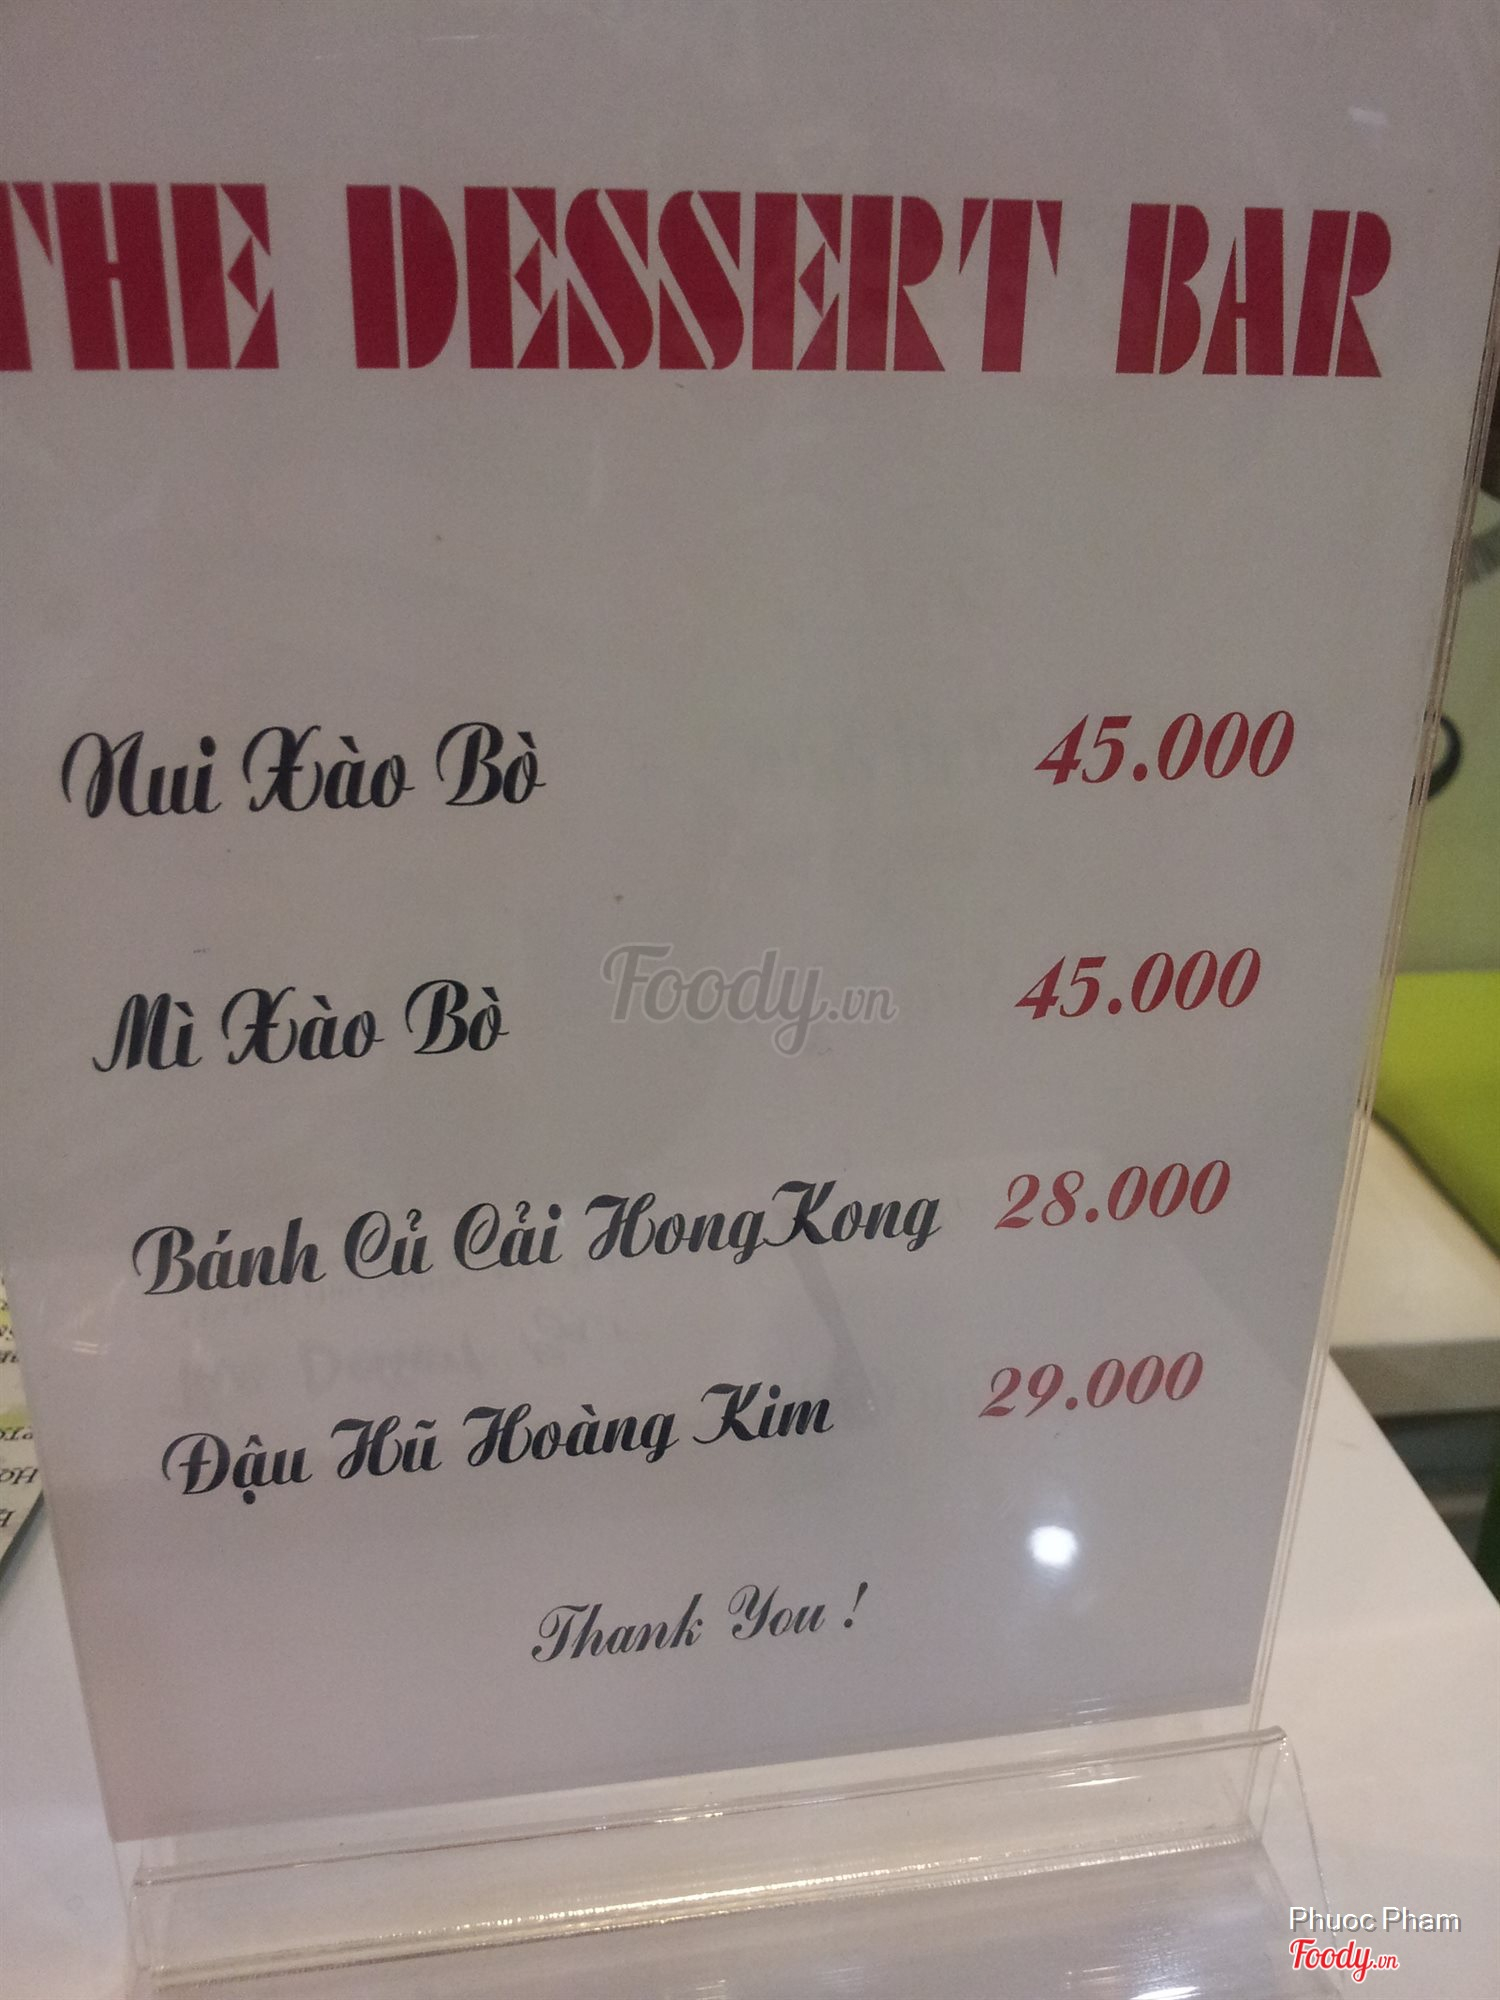 THE DESSERT BAR
Nui Xào Bò 45.000
Mì Xào Bò 45.000
Foody.vn
Bánh Củ Cải HongKong 28.000
Đậu Hũ Hoàng Kim 29.000
Thank You !
Phuoc Pham
Foody.vn